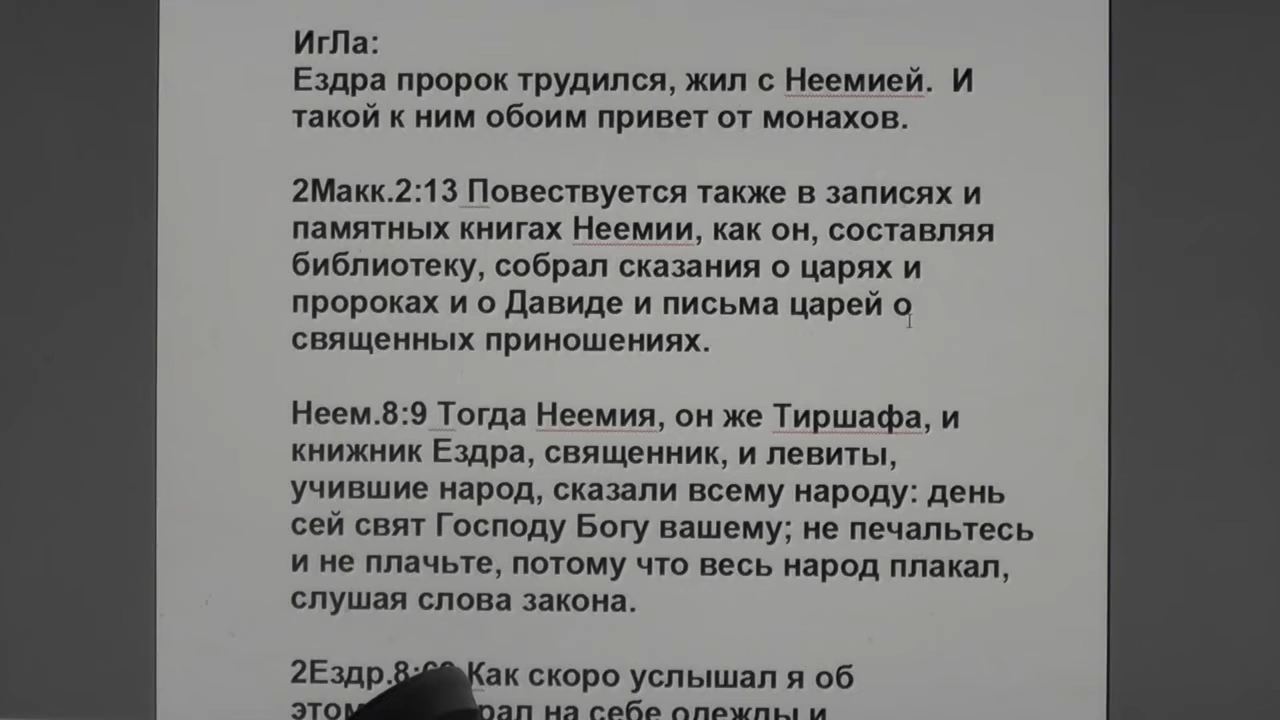 ИгЛа:
Ездра пророк трудился, жил с Неемией. И
такой к ним обоим привет от монахов.
2Макк.2:13 Повествуется также в записях и
памятных книгах Неемии, как он, составляя
библиотеку, собрал сказания о царях и
пророках и о Давиде и письма царей о
священных приношениях.
Неем.8:9 Тогда Неемия, он же Тиршафа, и
книжник Ездра, священник, и левиты,
учившие народ, сказали всему народу: день
сей свят Господу Богу вашему; не печальтесь
и не плачьте, потому что весь народ плакал,
слушая слова закона.
Как скоро услышал я об
на себе одежды и